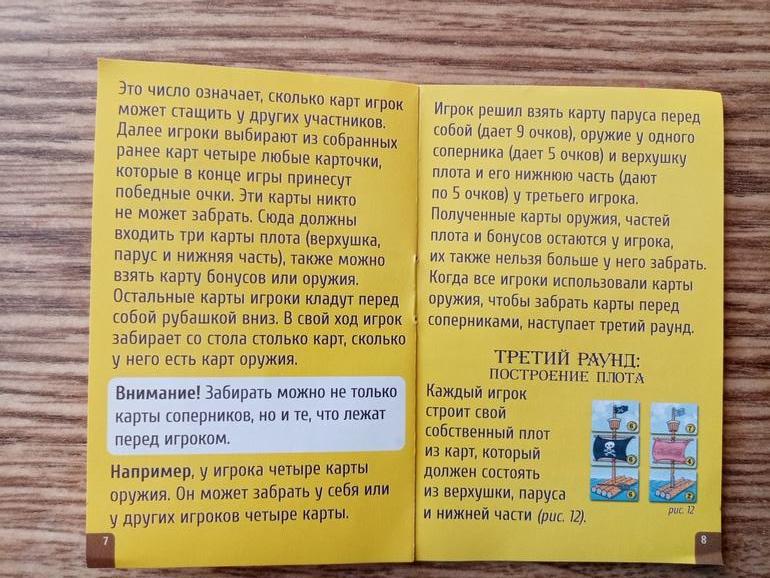 Это число означает, сколько карт игрок
может стащить у других участников.
Далее игроки выбирают из собранных
ранее карт четыре любые карточки,
которые в конце игры принесут
победные очки. Эти карты никто
не может забрать. Сюда должны
входить три карты плота (верхушка,
парус и нижняя часть), также можно
взять карту бонусов или оружия.
Остальные карты игроки кладут перед
собой рубашкой вниз. В свой ход игрок
забирает со стола столько карт, сколько
у него есть карт оружия.
Внимание! Забирать можно не только
карты соперников, но и те, что лежат
перед игроком.
Например, у игрока четыре карты
оружия. Он может забрать у себя или
у других игроков четыре карты.
7
Игрок решил взять карту паруса перед
собой (дает 9 очков), оружие у одного
соперника (дает 5 очков) и верхушку
плота и его нижнюю часть (дают
по 5 очков) у третьего игрока.
Полученные карты оружия, частей
плота и бонусов остаются у игрока,
их также нельзя больше у него забрать.
Когда все игроки использовали карты
оружия, чтобы забрать карты перед
соперниками, наступает третий раунд.
ТРЕТИЙ РАУНД:
ПОСТРОЕНИЕ ПЛОТА
Каждый игрок
строит свой
собственный плот
из карт, который
должен состоять
из верхушки, паруса
и нижней части (рис. 12).
рис. 12
8